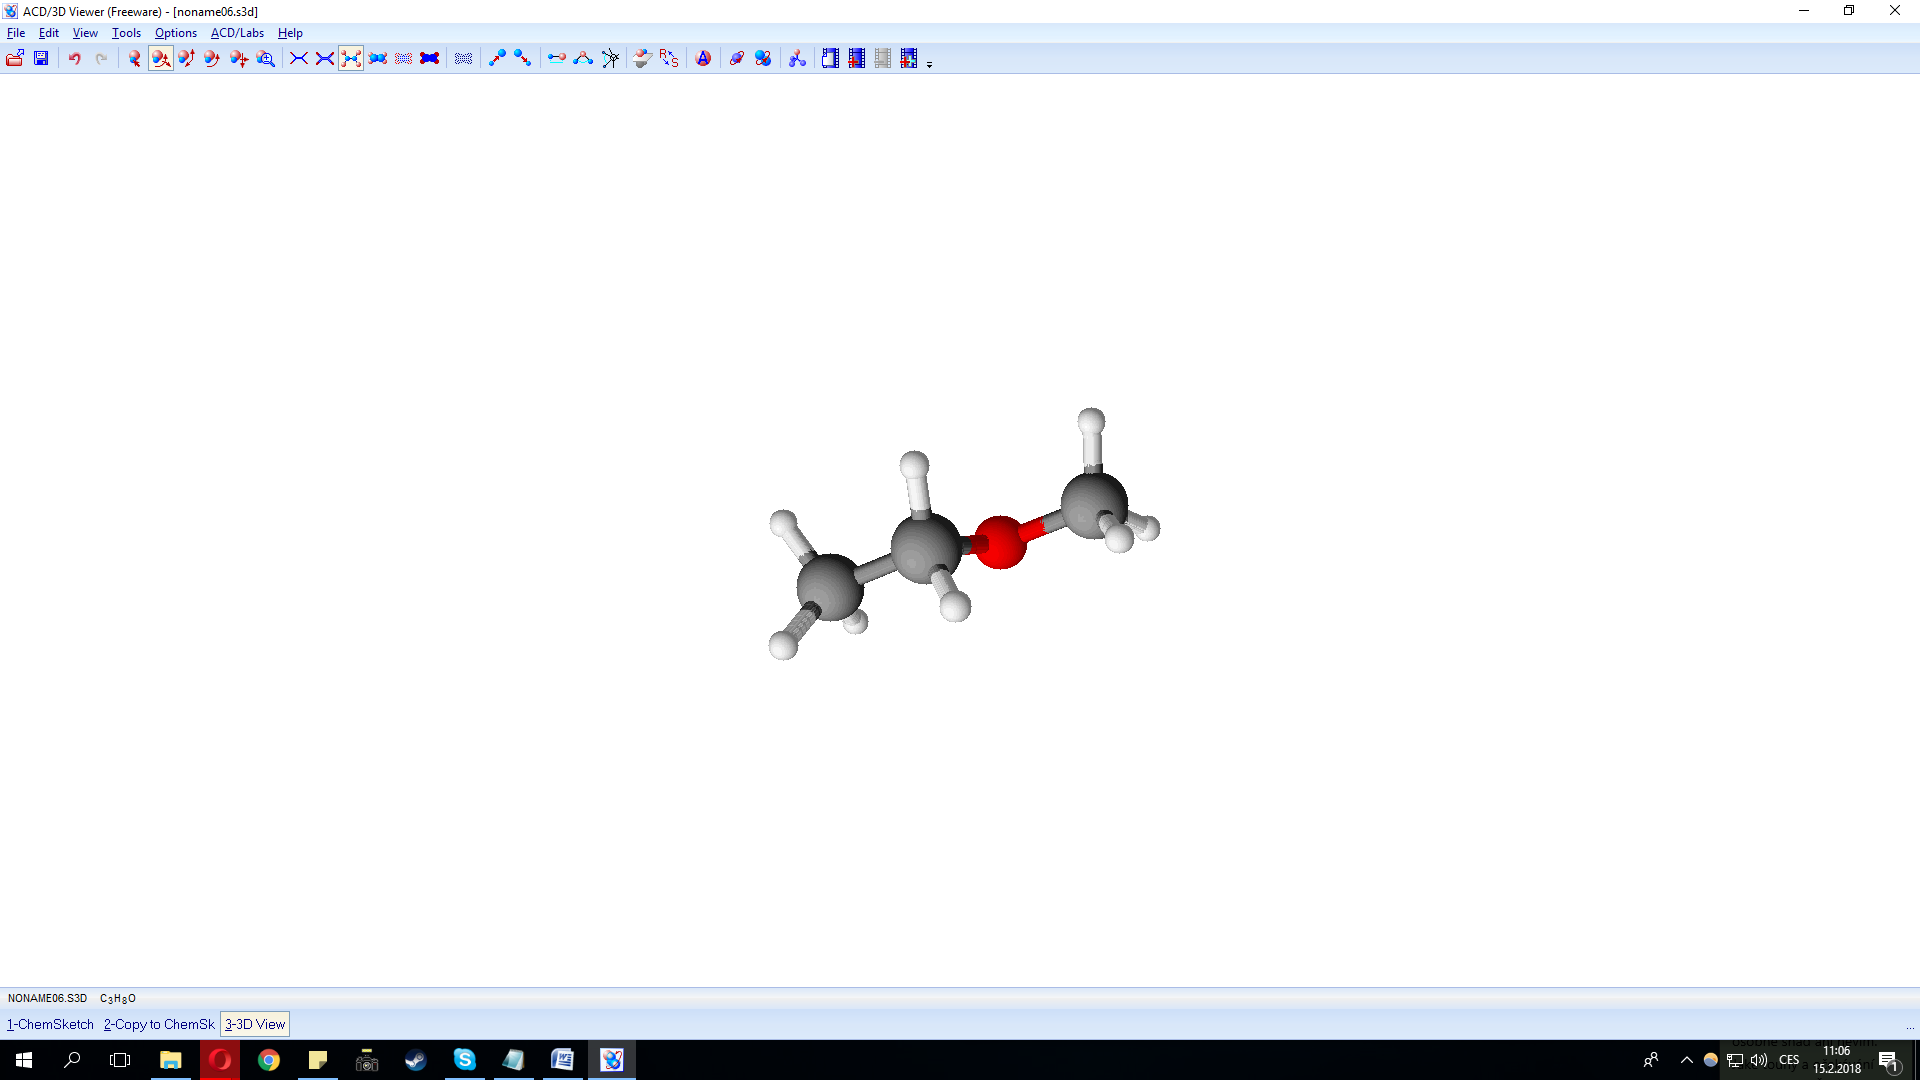 ACD/3D Viewer (Freeware) - [noname06.s3d]
File Edit View Tools Options ACD/Labs Help
NONAME06.S3D C3H8O
1-ChemSketch 2-Copy to ChemSk 3-3D View
CES
11:06
15.2.2018
1